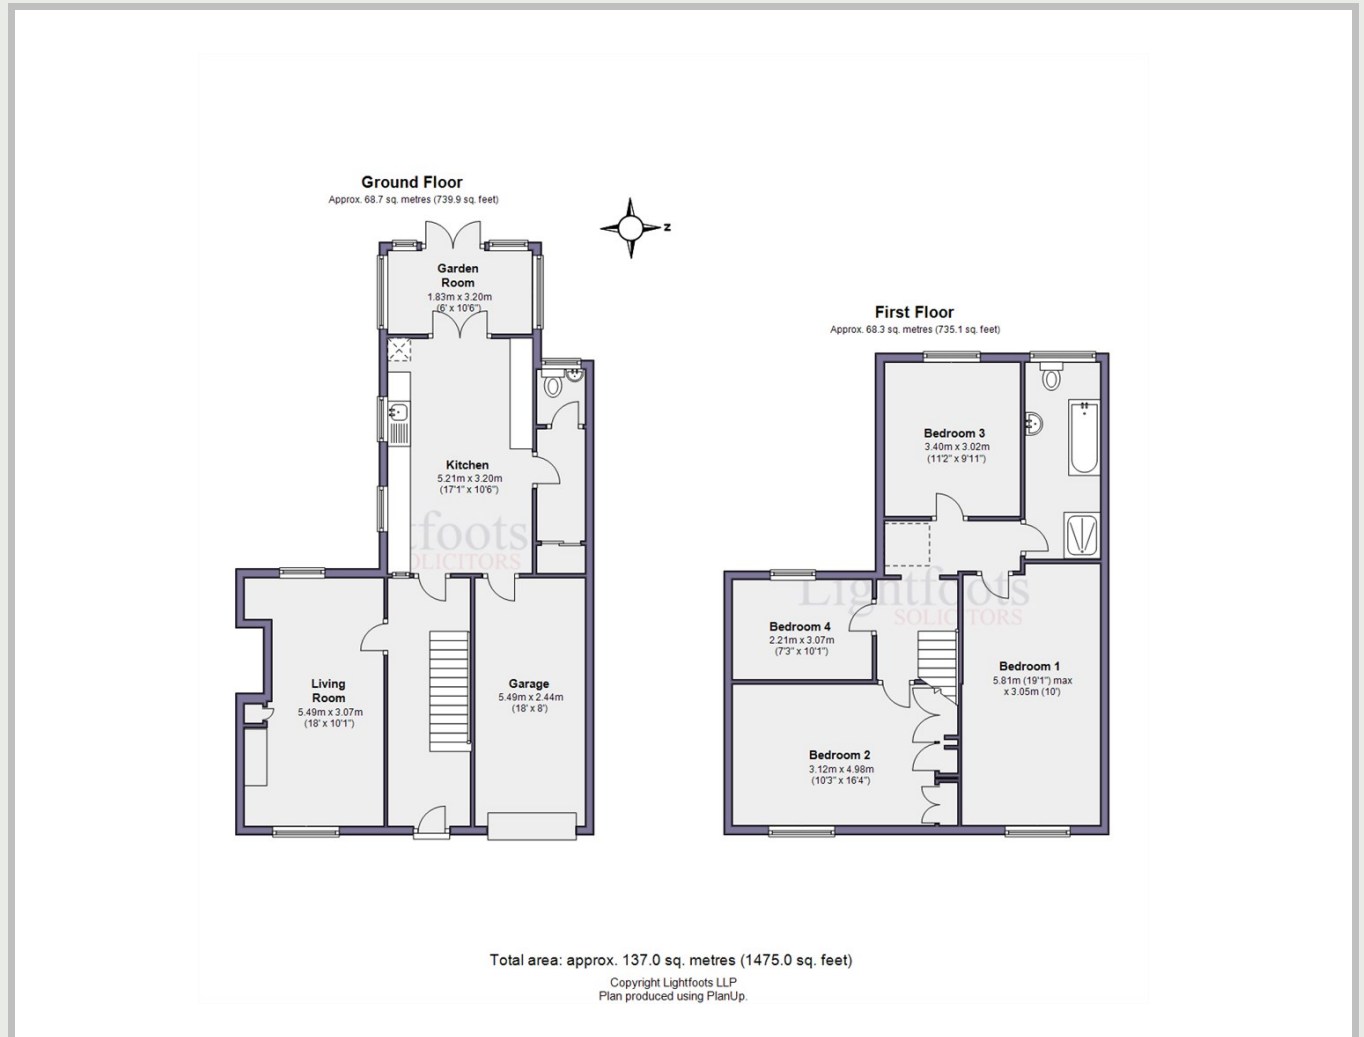 Ground Floor
Approx. 68.7 sq. metres (739.9 sq. feet)
Z
Garden
Room
1.83m x 3.20m
(6' x 10'6")
Kitchen
5.21m x 3.20m
(17'1" x 10'6")
Living
Room
5.49m x 3.07m
(18' x 10'1")
Garage
5.49m x 2.44m
(18' x 8')
tfoots
OLICITORS
First Floor
Approx. 68.3 sq. metres (735.1 sq. feet)
Bedroom 3
3.40m x 3.02m
(11'2" x 9'11")
Lightfoots
SOLICITORS
Bedroom 4
2.21m x 3.07m
(7'3" x 10'1")
Bedroom 1
5.81m (19'1") max
x 3.05m (10')
Bedroom 2
3.12m x 4.98m
(10'3" x 16'4")
Total area: approx. 137.0 sq. metres (1475.0 sq. feet)
Copyright Lightfoots LLP
Plan produced using PlanUp.